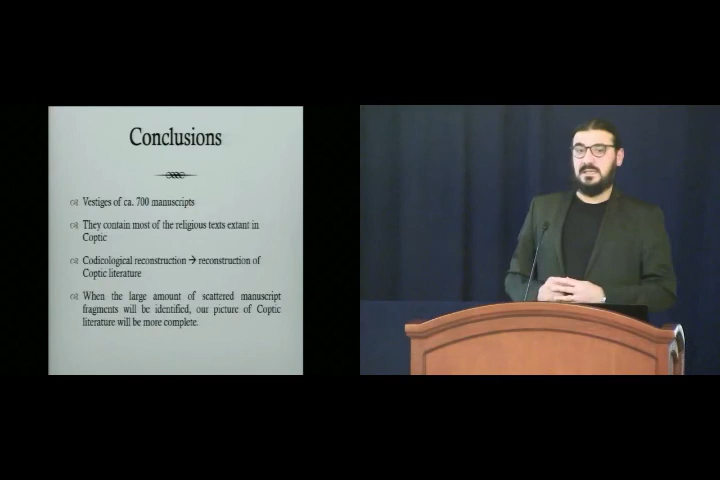 Conclusions
Vestiges of ca. 700 manuscripts
They contain most of the religious texts extant in
Coptic
Codicological reconstruction → reconstruction of
Coptic literature
When the large amount of scattered manuscript
fragments will be identified, our picture of Coptic
literature will be more complete.